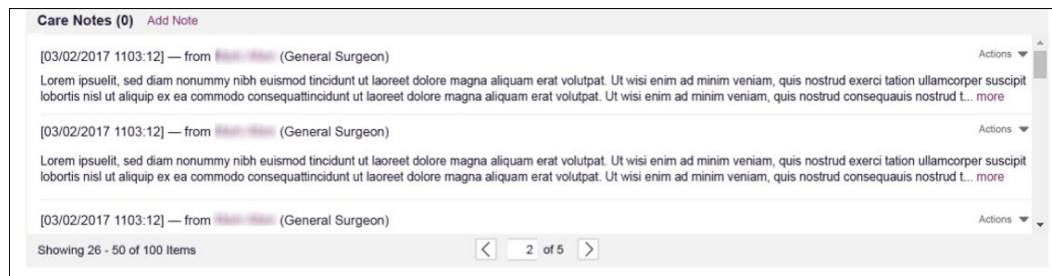 Care Notes (0) Add Note
[03/02/2017 1103:12] — from (General Surgeon) Actions
Lorem ipsuelit, sed diam nonummy nibh euismod tincidunt ut laoreet dolore magna aliquam erat volutpat. Ut wisi enim ad minim veniam, quis nostrud exerci tation ullamcorper suscipit
lobortis nisl ut aliquip ex ea commodo consequattincidunt ut laoreet dolore magna aliquam erat volutpat. Ut wisi enim ad minim veniam, quis nostrud consequauis nostrud t... more
[03/02/2017 1103:12] — from (General Surgeon) Actions
Lorem ipsuelit, sed diam nonummy nibh euismod tincidunt ut laoreet dolore magna aliquam erat volutpat. Ut wisi enim ad minim veniam, quis nostrud exerci tation ullamcorper suscipit
lobortis nisl ut aliquip ex ea commodo consequattincidunt ut laoreet dolore magna aliquam erat volutpat. Ut wisi enim ad minim veniam, quis nostrud consequauis nostrud t... more
[03/02/2017 1103:12] — from (General Surgeon) Actions
Showing 26 - 50 of 100 Items 2 of 5